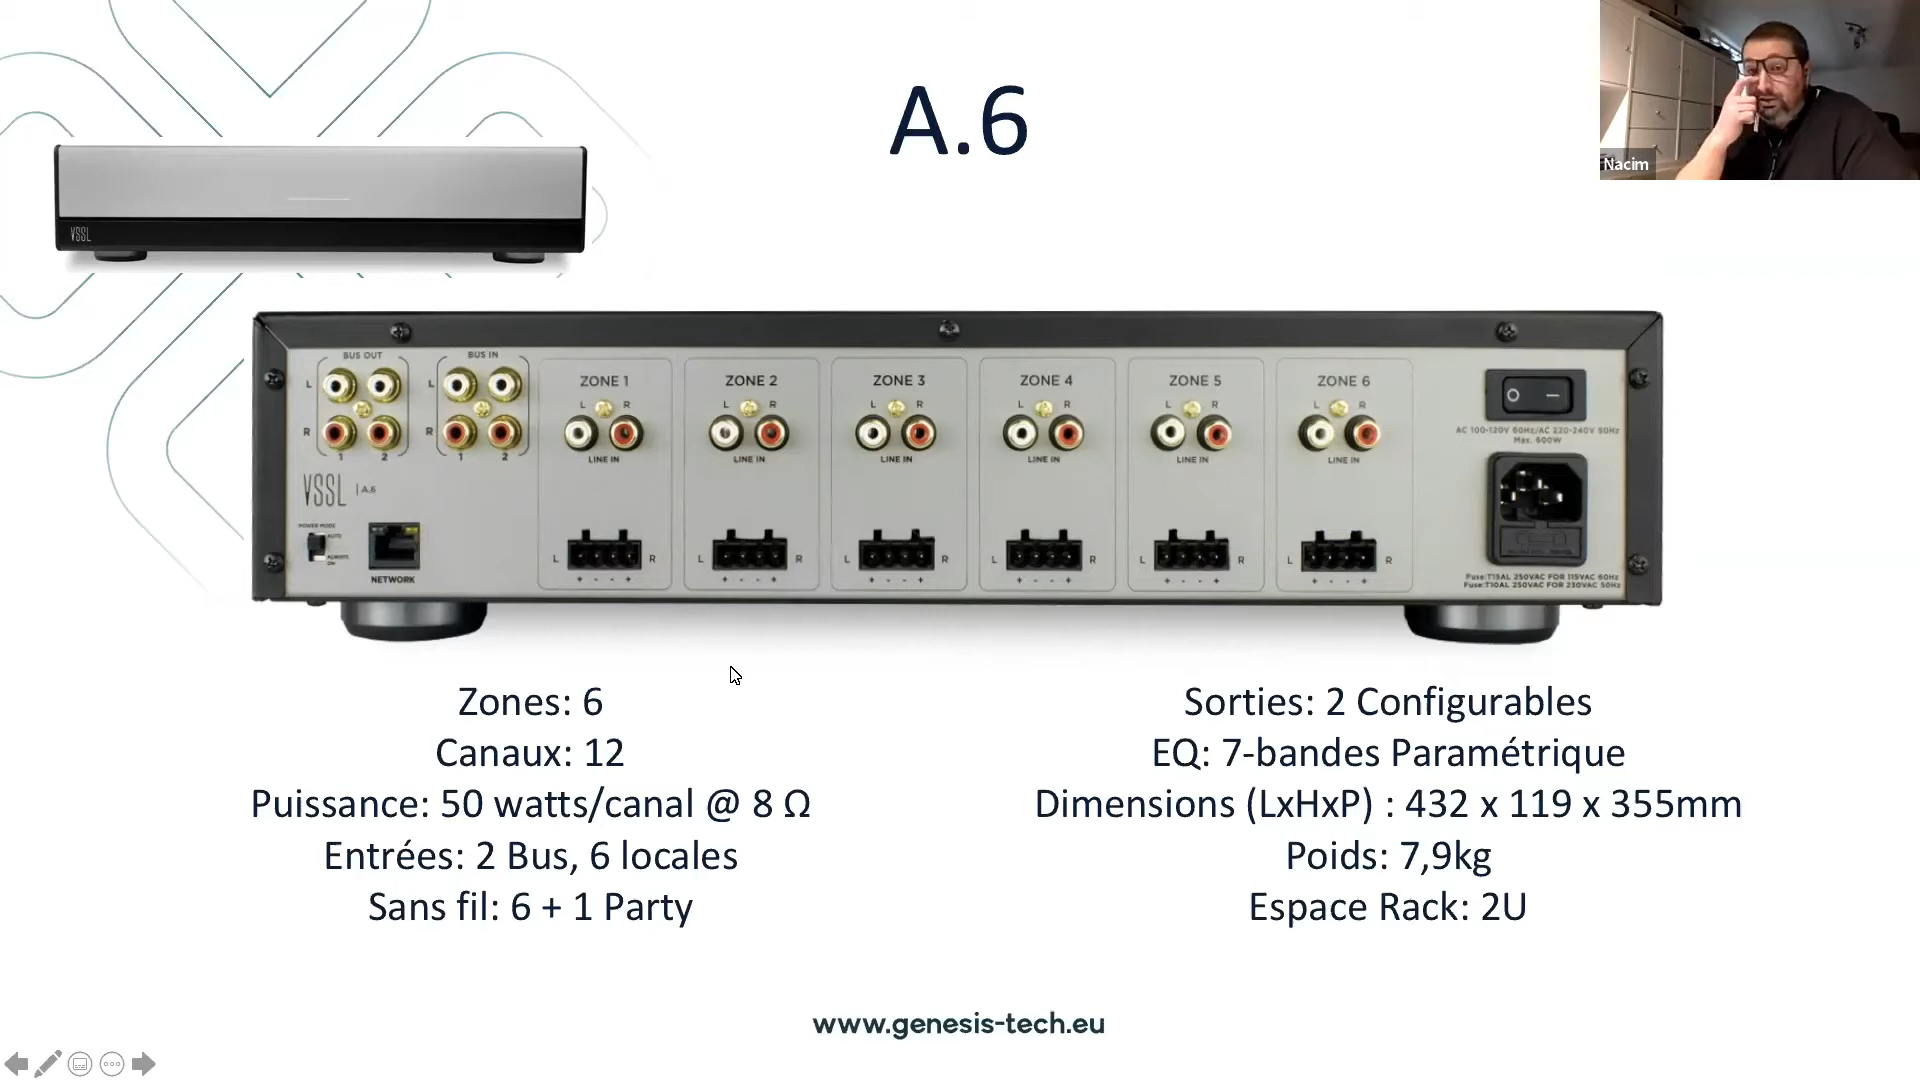 A.6
Nacim
VSSL
BUS OUT
BUS IN
L
L
R
R
1 2
1 2
ZONE 1
L R
LINE IN
ZONE 2
L R
LINE IN
ZONE 3
L R
LINE IN
ZONE 4
L R
LINE IN
ZONE 5
L R
LINE IN
ZONE 6
L R
LINE IN
AC 100-120V 60Hz/AC 220-240V 50Hz
Max. 600W
VSSL | A.6
POWER MODE
AUTO
ALWAYS
ON
NETWORK
L R
+ - - +
L R
+ - - +
L R
+ - - +
L R
+ - - +
L R
+ - - +
L R
+ - - +
Fuse:T15AL 250VAC FOR 115VAC 60Hz
Fuse:T10AL 250VAC FOR 230VAC 50Hz
Zones: 6
Canaux: 12
Puissance: 50 watts/canal @ 8 Ω
Entrées: 2 Bus, 6 locales
Sans fil: 6 + 1 Party
Sorties: 2 Configurables
EQ: 7-bandes Paramétrique
Dimensions (LxHxP) : 432 x 119 x 355mm
Poids: 7,9kg
Espace Rack: 2U
www.genesis-tech.eu